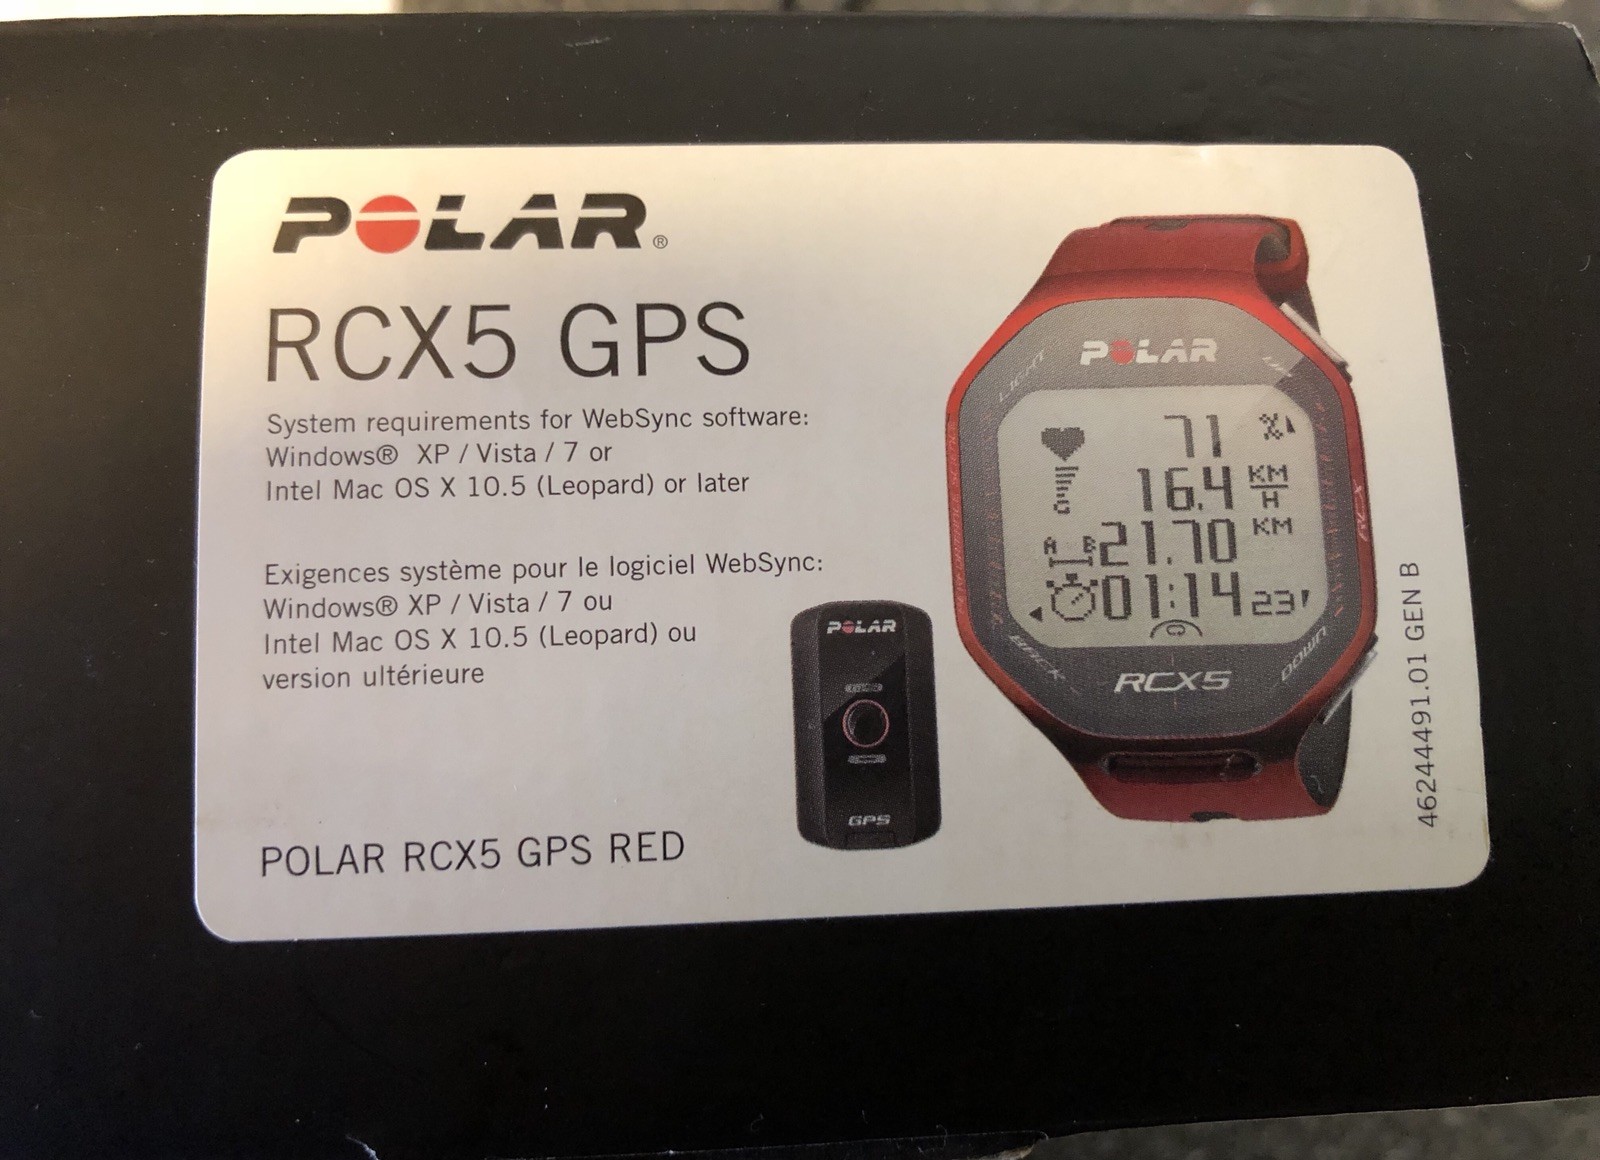 POLAR®
RCX5 GPS
System requirements for WebSync software:
Windows® XP / Vista / 7 or
Intel Mac OS X 10.5 (Leopard) or later
Exigences système pour le logiciel WebSync:
Windows® XP / Vista / 7 ou
Intel Mac OS X 10.5 (Leopard) ou
version ultérieure
POLAR RCX5 GPS RED
POLAR
GPS
POLAR
LIGHT
71 %
16.4 KM/H
A B 21.70 KM
01:14 23
BACK
DOWN
RCX5
46244491.01 GEN B